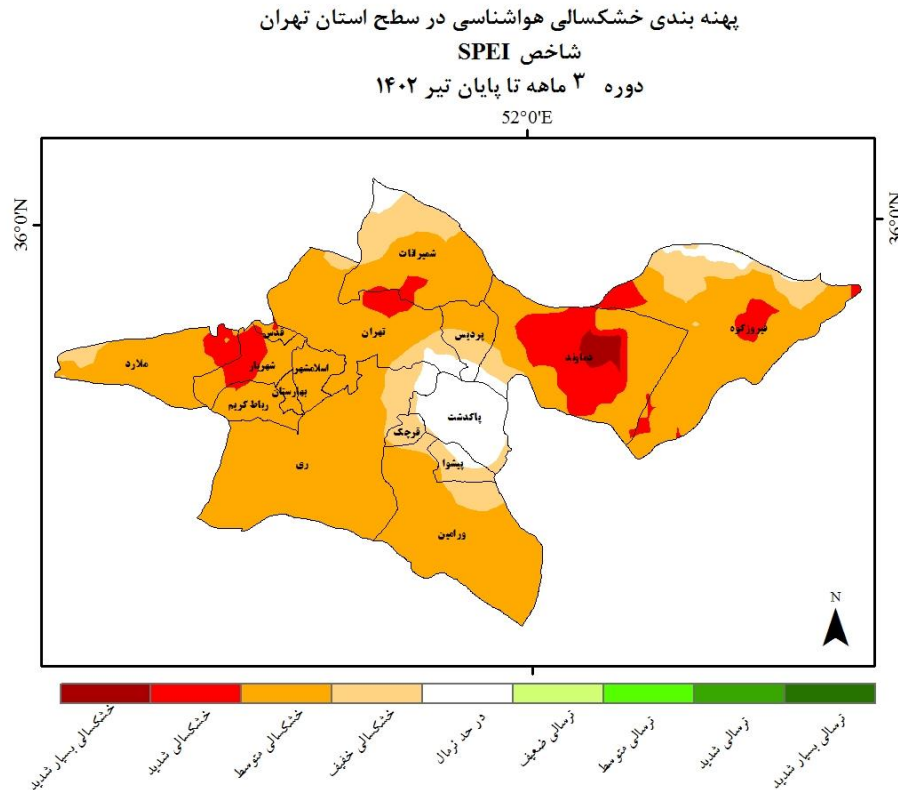 پهنه بندی خشکسالی هواشناسی در سطح استان تهران
شاخص SPEI
دوره ۳ ماهه تا پایان تیر ۱۴۰۲
52°0'E
36°0'N
36°0'N
شمیرانات
فیروزکوه
تهران
پردیس
قدس
دماوند
ملارد
شهریار
اسلامشهر
بهارستان
رباط کریم
پاکدشت
قرچک
پیشوا
ری
ورامین
N
خشکسالی بسیار شدید
خشکسالی شدید
خشکسالی متوسط
خشکسالی خفیف
در حد نرمال
ترسالی ضعیف
ترسالی متوسط
ترسالی شدید
ترسالی بسیار شدید